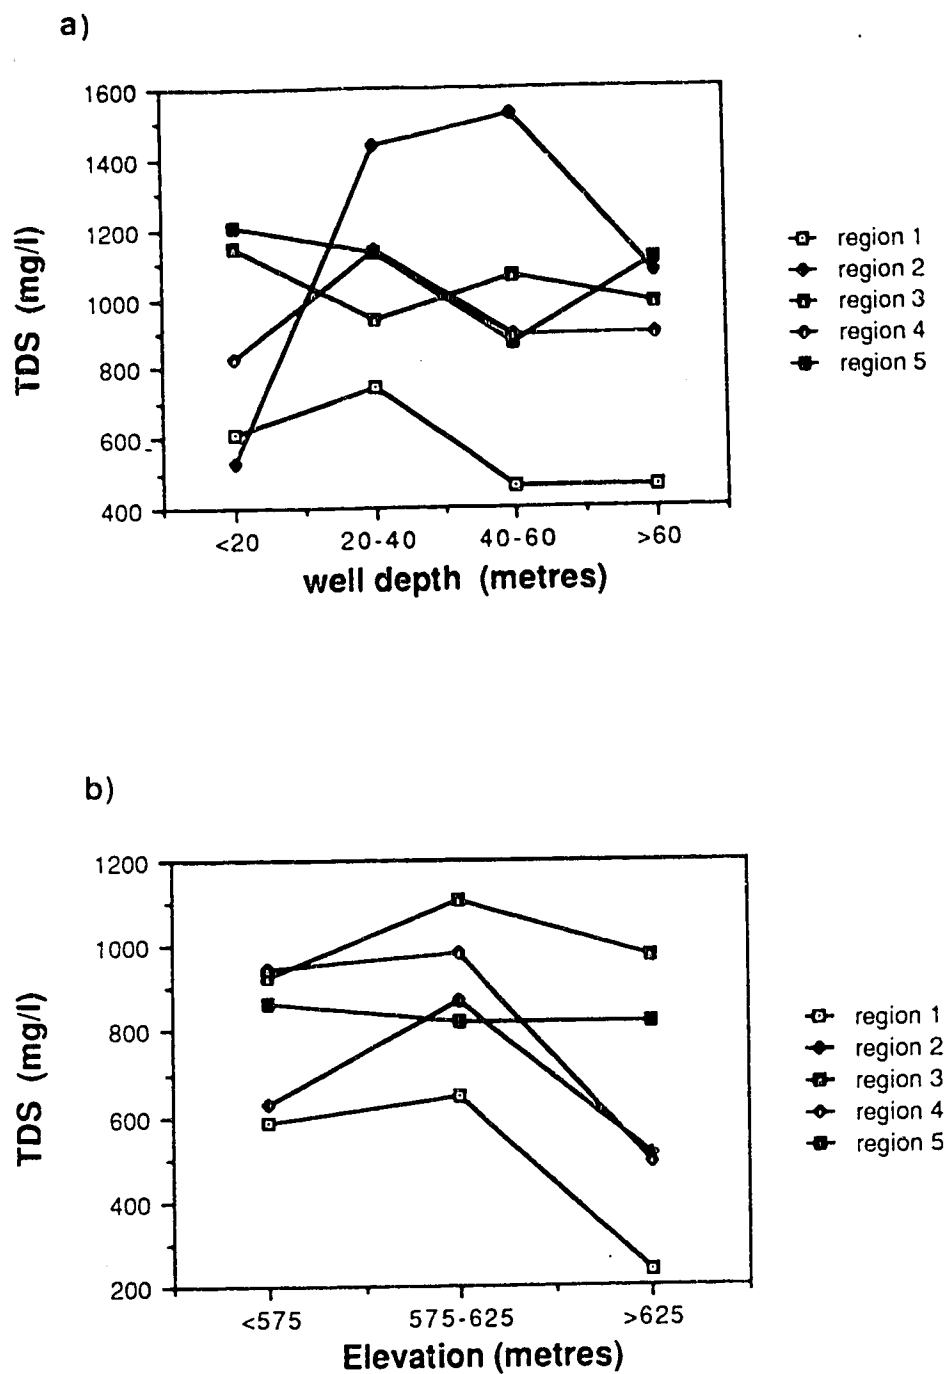 a)
1600
1400
1200
1000
800
600
400
TDS (mg/l)
<20 20-40 40-60 >60
well depth (metres)
region 1
region 2
region 3
region 4
region 5
b)
1200
1000
800
600
400
200
TDS (mg/l)
<575 575-625 >625
Elevation (metres)
region 1
region 2
region 3
region 4
region 5